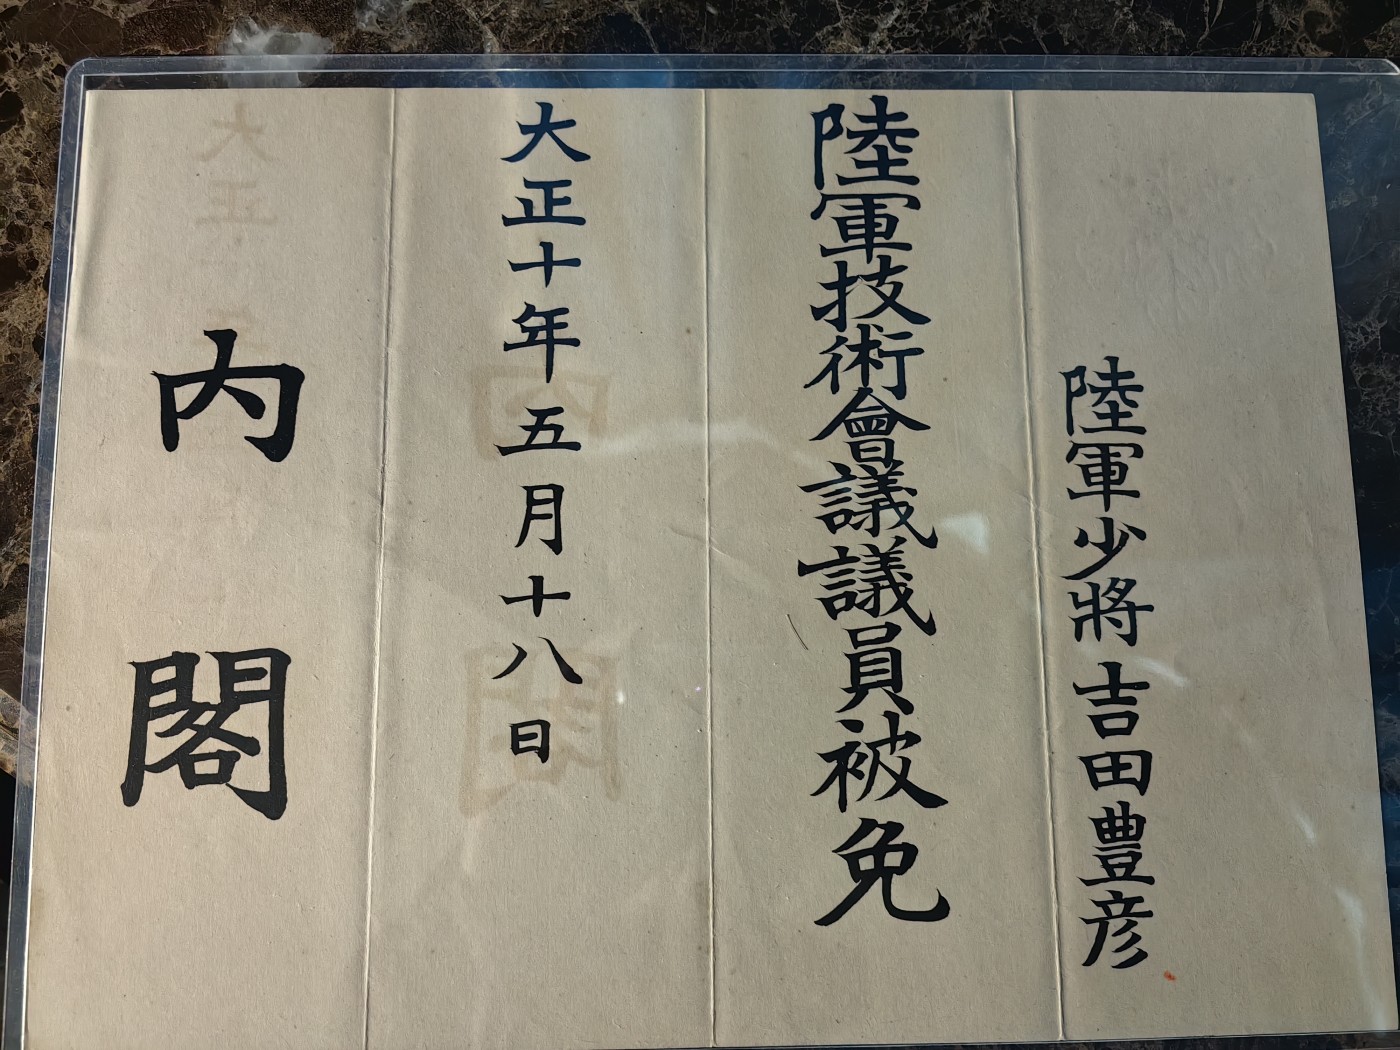 陸軍少將吉田豊彦
陸軍技術會議議員被免
大正十年五月十八日
内閣